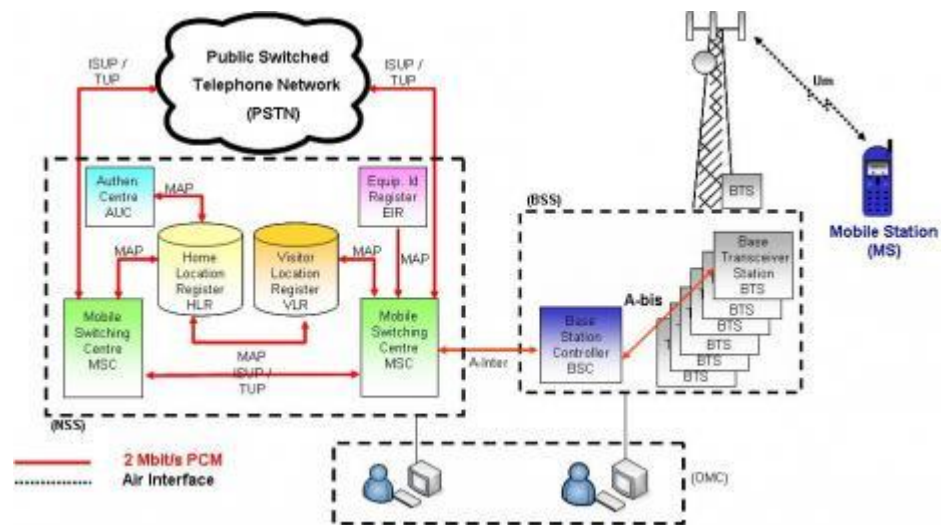 Public Switched
Telephone Network
(PSTN)
ISUP /
TUP
ISUP /
TUP
Um
Authen.
Centre
AUC
MAP
Equip. Id
Register
EIR
BTS
(BSS)
Mobile Station
(MS)
MAP
Home
Location
Register
HLR
Visitor
Location
Register
VLR
MAP
MAP
Base
Transceiver
Station
BTS
A-bis
BTS
BTS
BTS
BTS
BTS
Mobile
Switching
Centre
MSC
Mobile
Switching
Centre
MSC
Base
Station
Controller
BSC
MAP
ISUP /
TUP
A-Inter
(NSS)
2 Mbit/s PCM
Air Interface
(OMC)